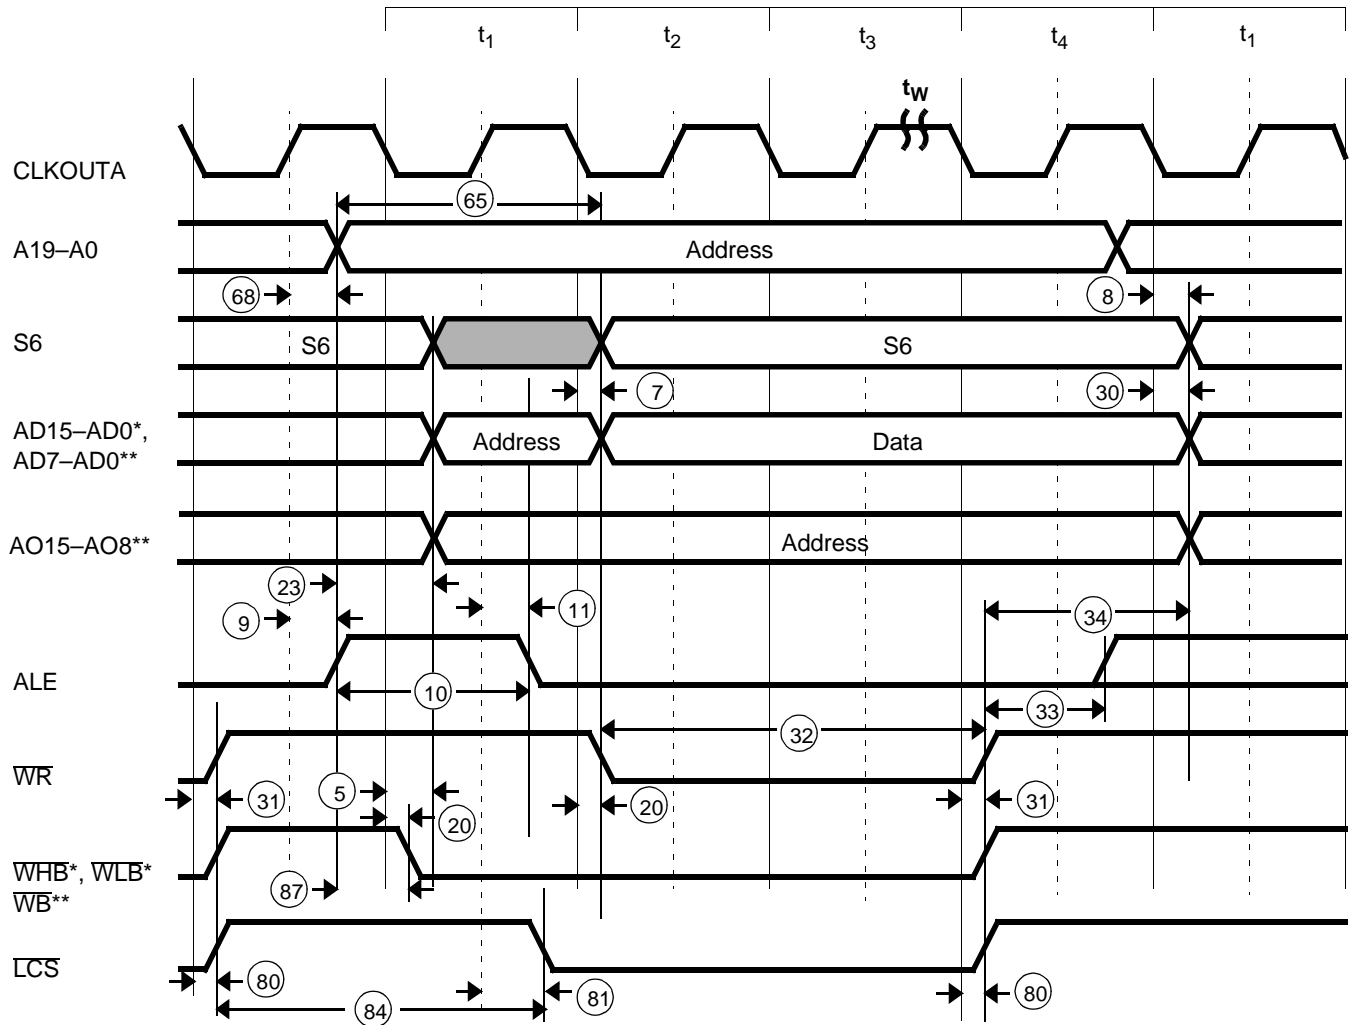 t1 t2 t3 t4 t1
tW
CLKOUTA
65
A19–A0 Address
68 8
S6 S6 S6
7 30
AD15–AD0*, Address Data
AD7–AD0**
AO15–AO8** Address
23 11 34
9
ALE 10 33
32
WR
31 5 20 20 31
WHB*, WLB*
87
WB**
LCS
80 84 81 80